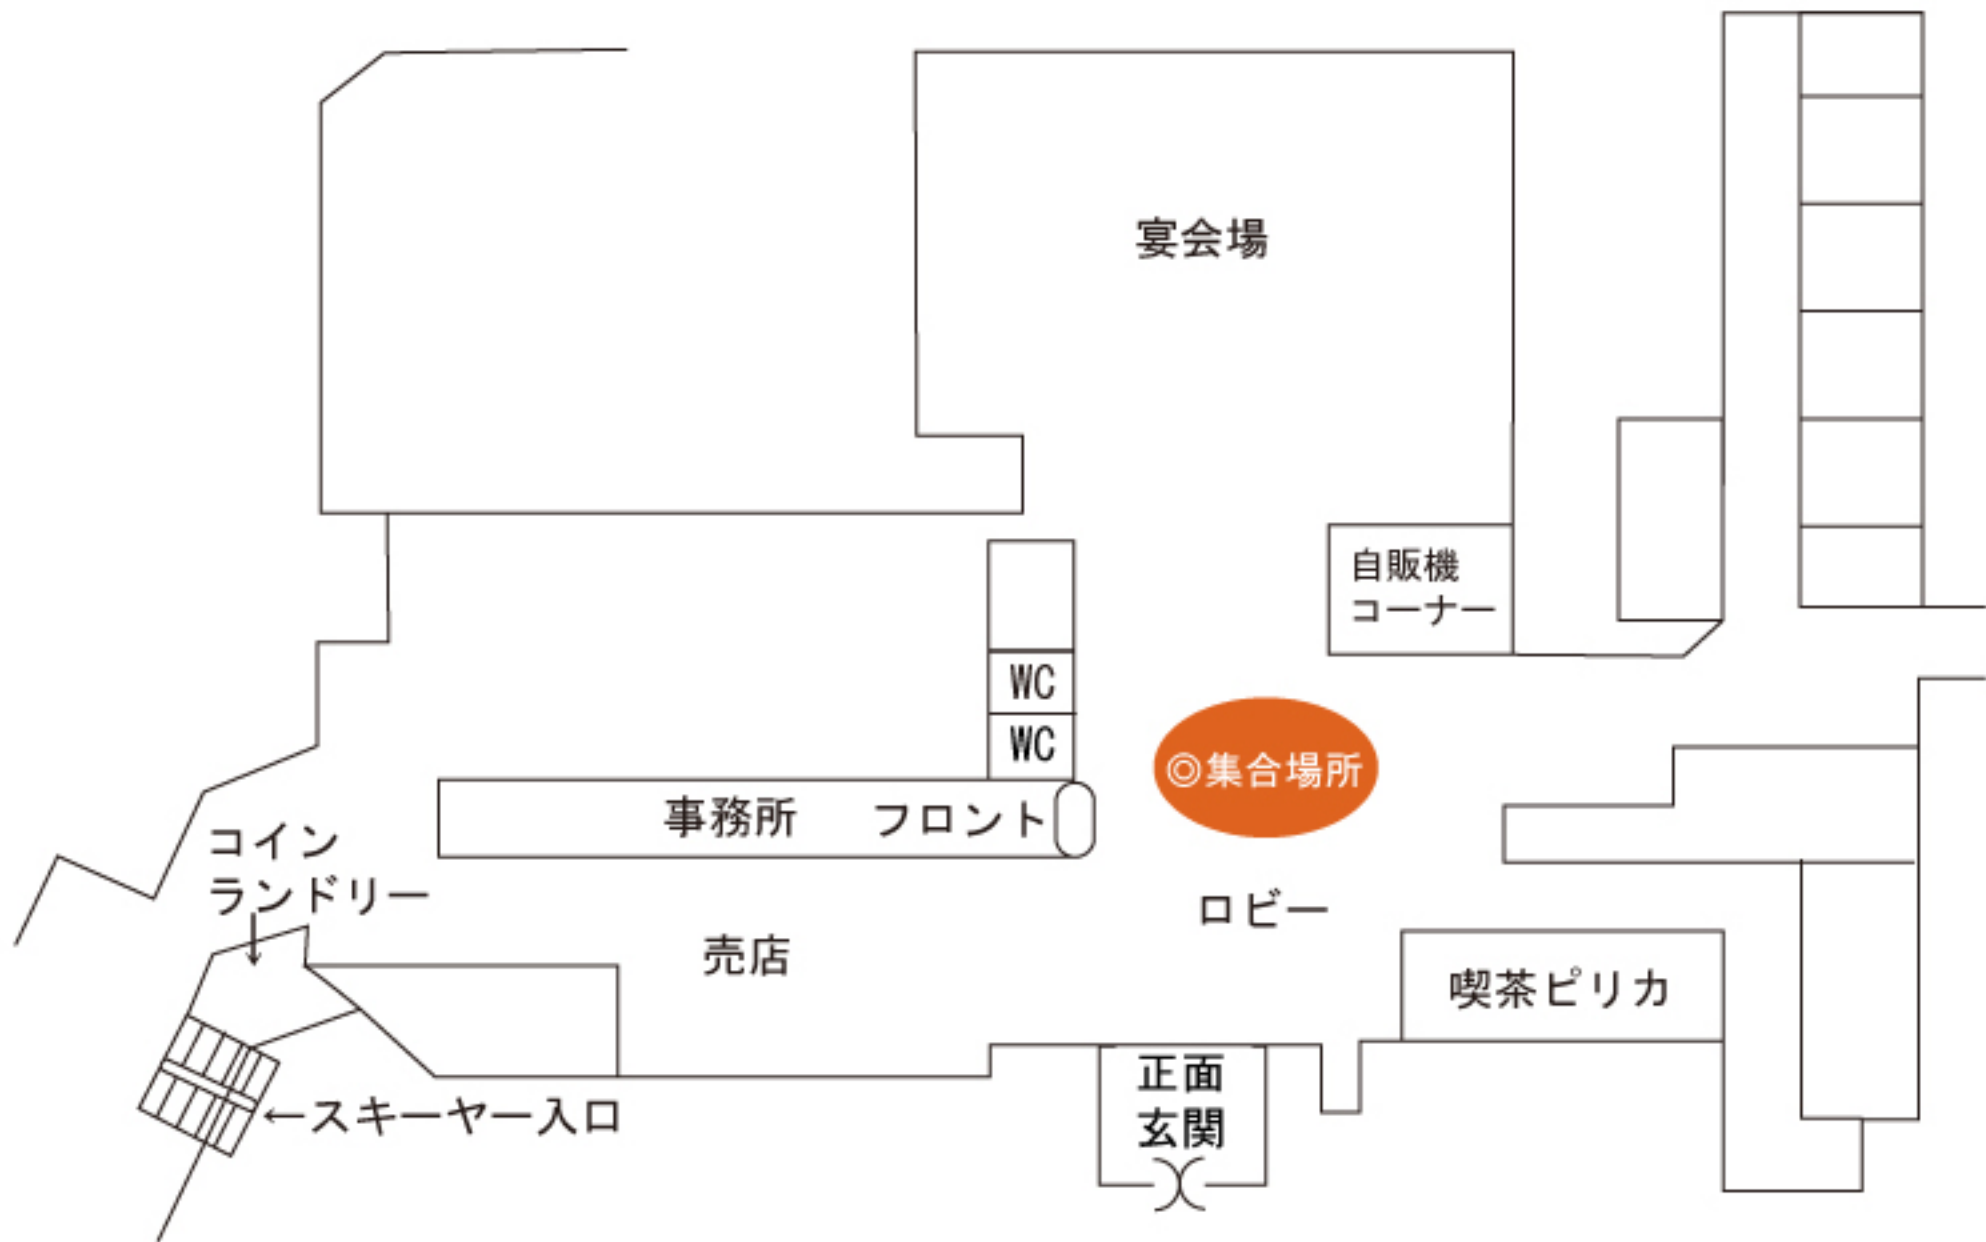 宴会場
自販機
コーナー
WC
WC
◎集合場所
事務所 フロント
コイン
ランドリー
ロビー
売店
喫茶ピリカ
正面
玄関
←スキーヤー入口